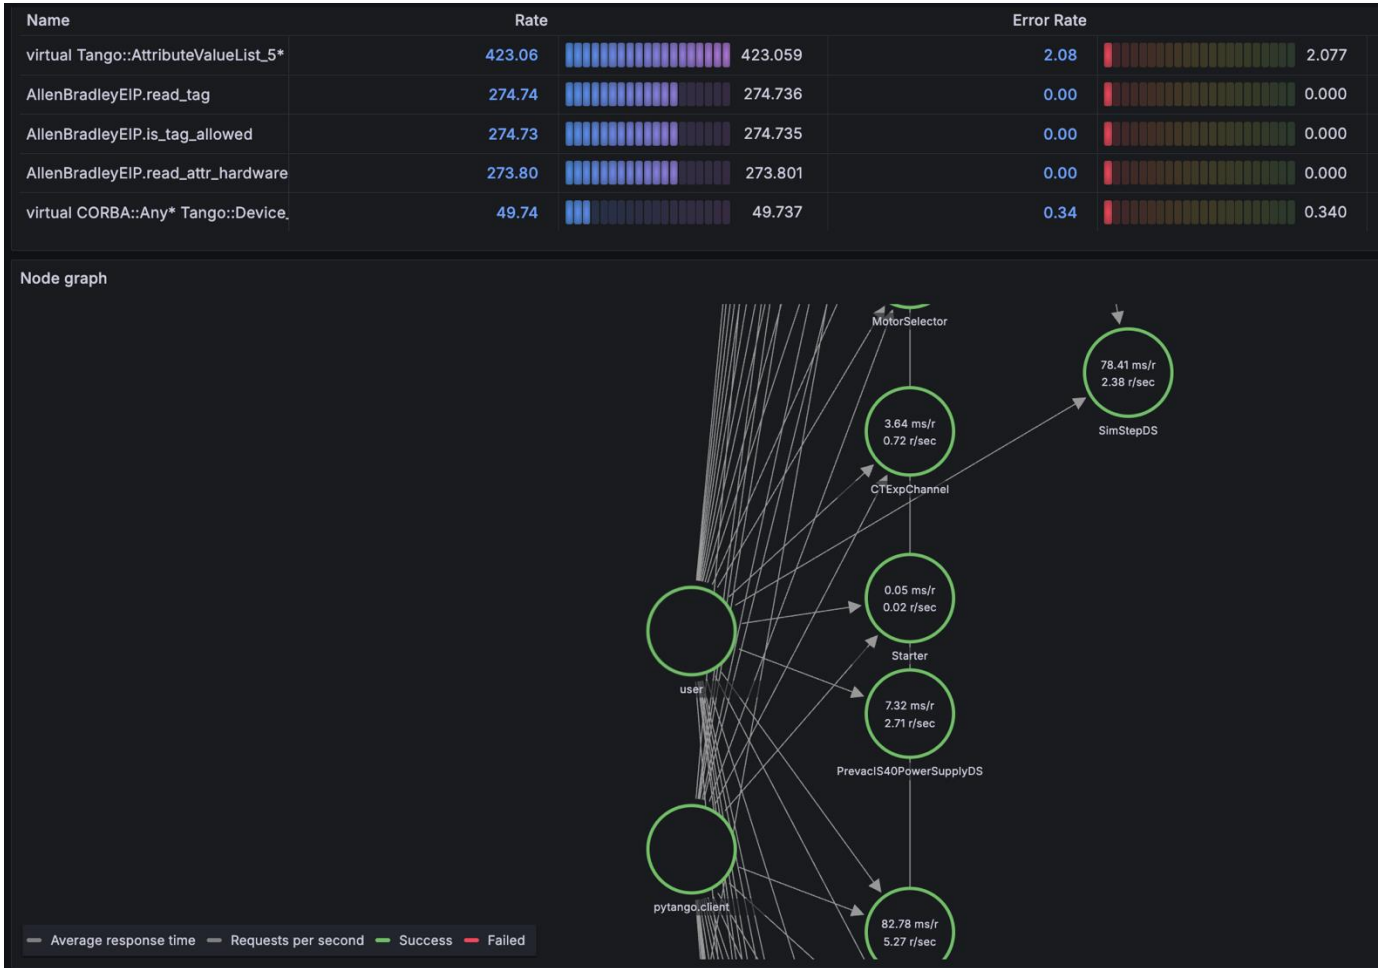 Name Rate Error Rate
virtual Tango::AttributeValueList_5* 423.06 423.059 2.08 2.077
AllenBradleyEIP.read_tag 274.74 274.736 0.00 0.000
AllenBradleyEIP.is_tag_allowed 274.73 274.735 0.00 0.000
AllenBradleyEIP.read_attr_hardware 273.80 273.801 0.00 0.000
virtual CORBA::Any* Tango::Device_ 49.74 49.737 0.34 0.340
Node graph
MotorSelector
78.41 ms/r
2.38 r/sec
SimStepDS
3.64 ms/r
0.72 r/sec
CTExpChannel
0.05 ms/r
0.02 r/sec
Starter
user
7.32 ms/r
2.71 r/sec
PrevacIS40PowerSupplyDS
pytango.client
82.78 ms/r
5.27 r/sec
Average response time Requests per second Success Failed